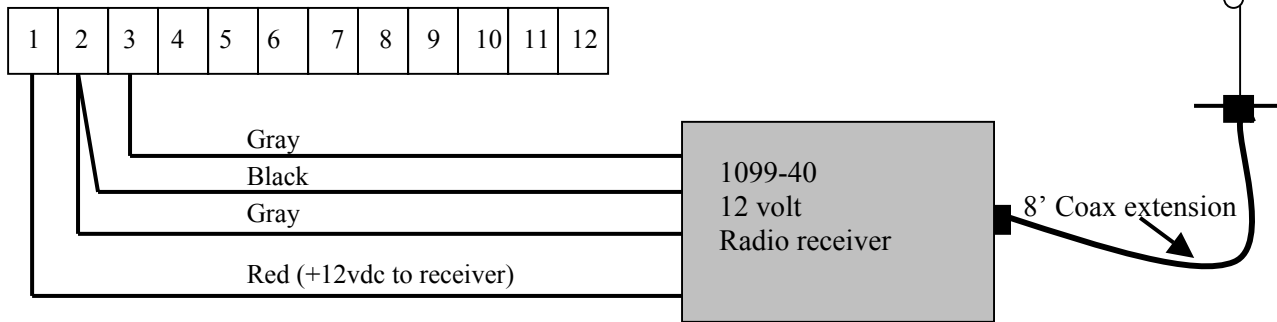 1 2 3 4 5 6 7 8 9 10 11 12
Gray
Black
Gray
Red (+12vdc to receiver)
1099-40
12 volt
Radio receiver
8’ Coax extension